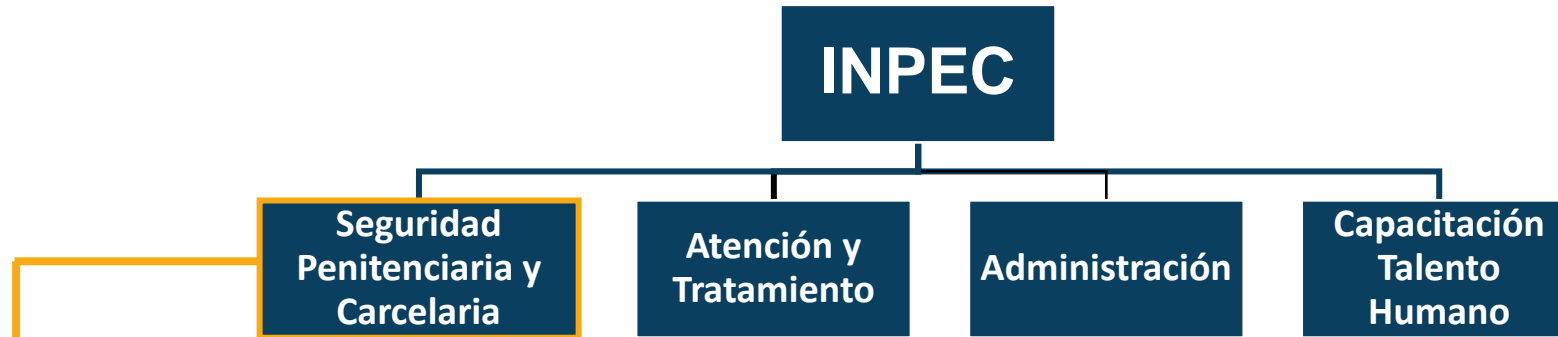 INPEC
Seguridad
Penitenciaria y
Carcelaria
Atención y
Tratamiento
Administración
Capacitación
Talento
Humano